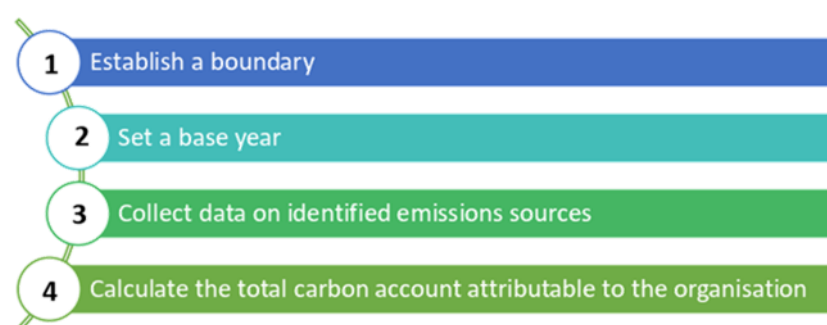 1 Establish a boundary
2 Set a base year
3 Collect data on identified emissions sources
4 Calculate the total carbon account attributable to the organisation